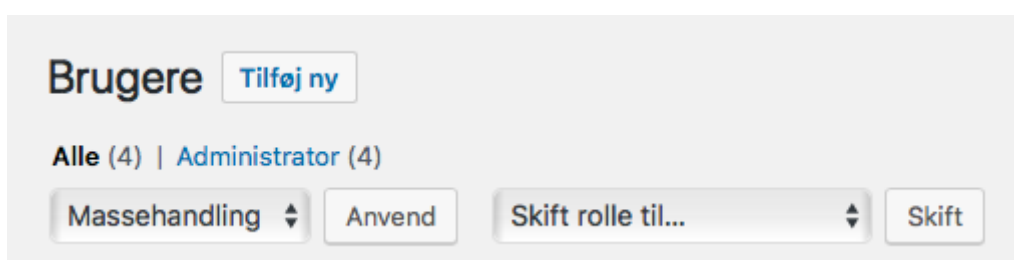 Brugere Tilføj ny
Alle (4) | Administrator (4)
Massehandling Anvend Skift rolle til... Skift